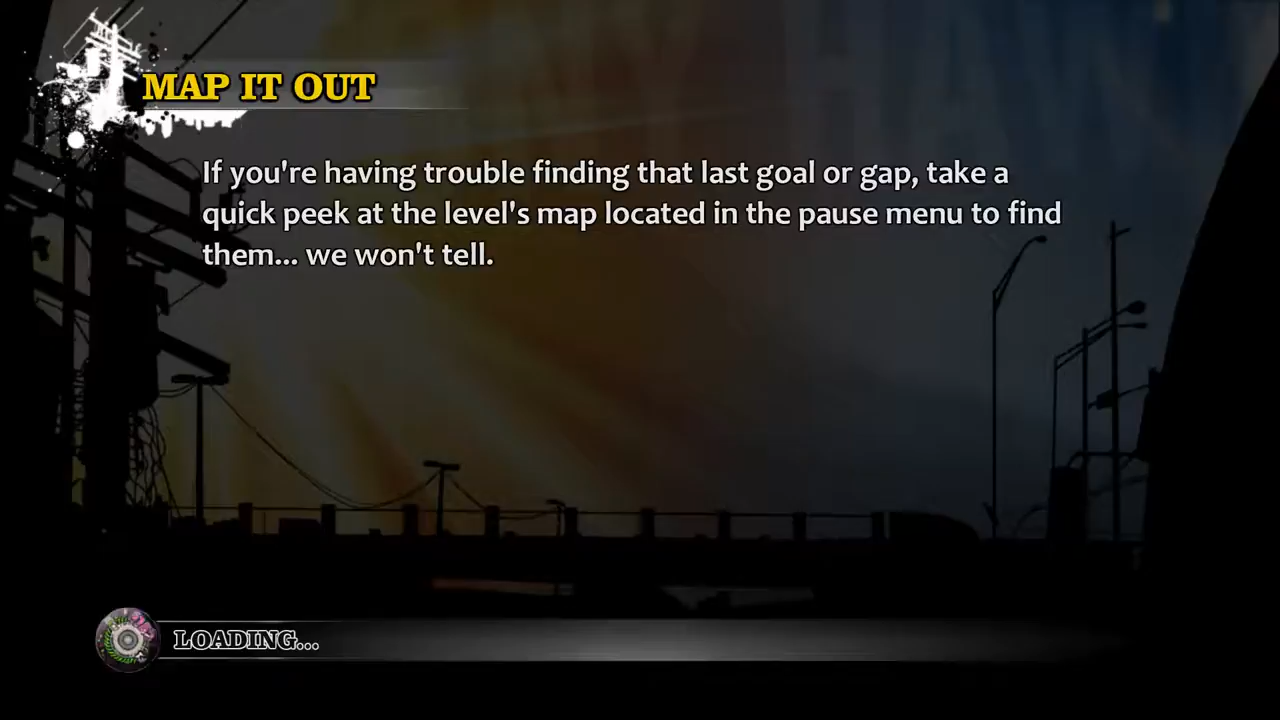 MAP IT OUT
If you're having trouble finding that last goal or gap, take a
quick peek at the level's map located in the pause menu to find
them... we won't tell.
LOADING...